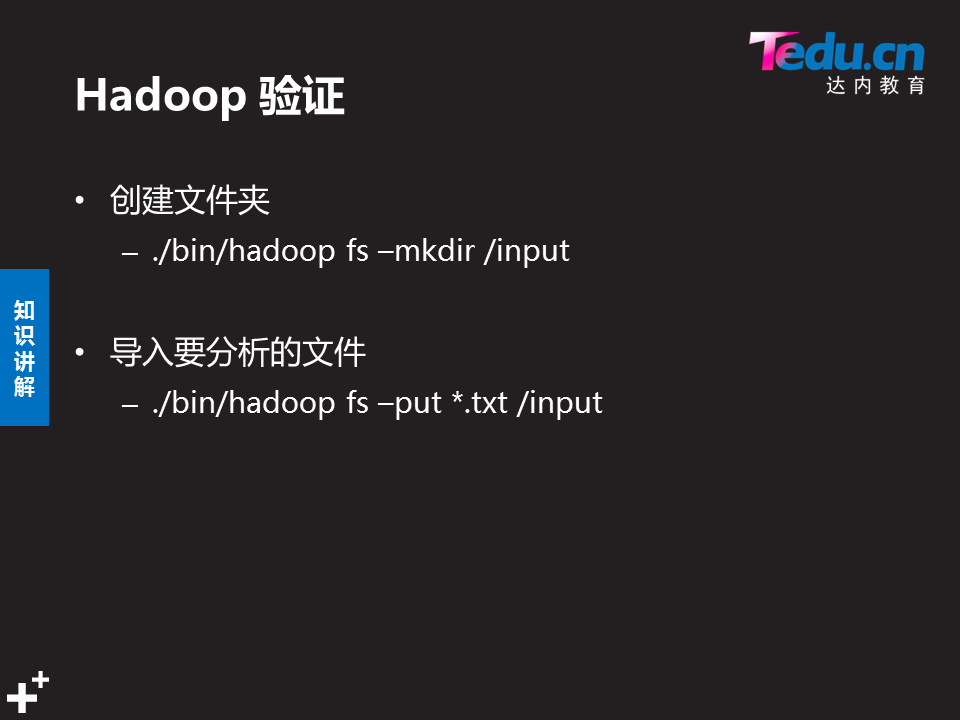 Tedu.cn
达内教育
Hadoop 验证
• 创建文件夹
– ./bin/hadoop fs –mkdir /input
知识讲解
• 导入要分析的文件
– ./bin/hadoop fs –put *.txt /input